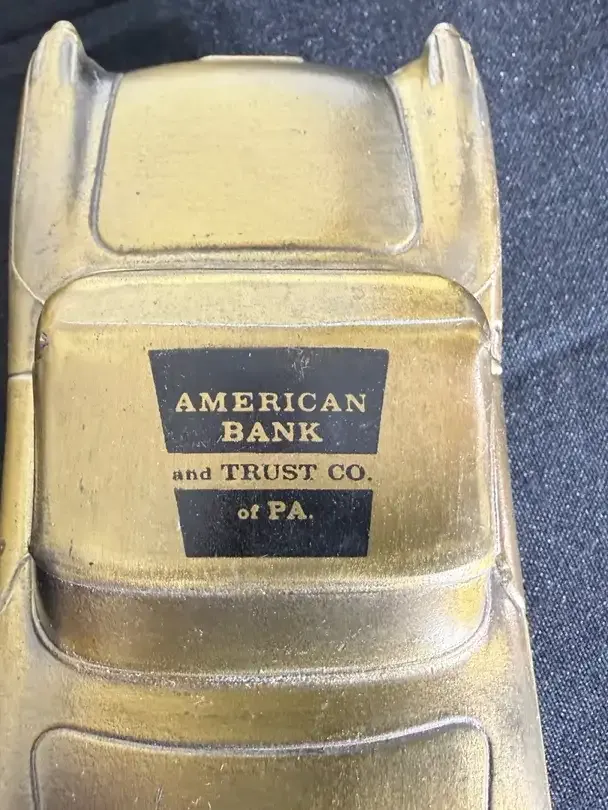 AMERICAN
BANK
and TRUST CO.
of PA.